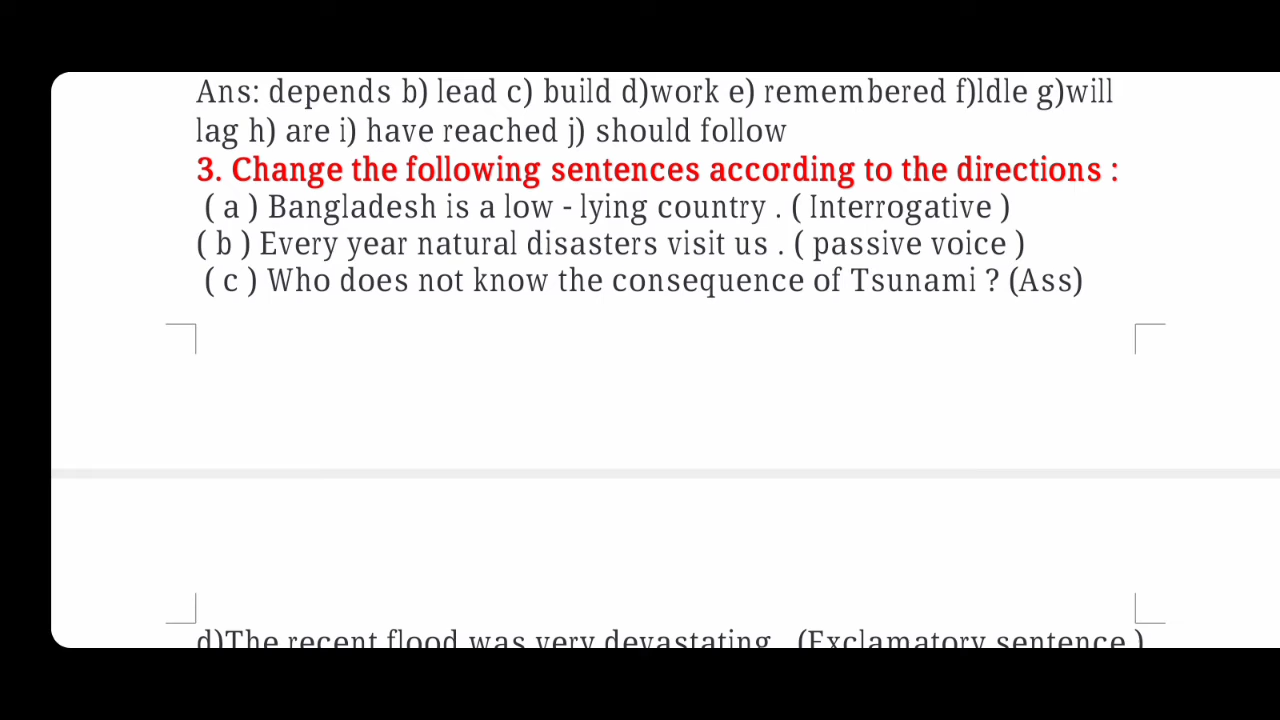 Ans: depends b) lead c) build d)work e) remembered f)ldle g)will
lag h) are i) have reached j) should follow
3. Change the following sentences according to the directions :
( a ) Bangladesh is a low - lying country . ( Interrogative )
( b ) Every year natural disasters visit us . ( passive voice )
( c ) Who does not know the consequence of Tsunami ? (Ass)
d)The recent flood was very devastating . (Exclamatory sentence )